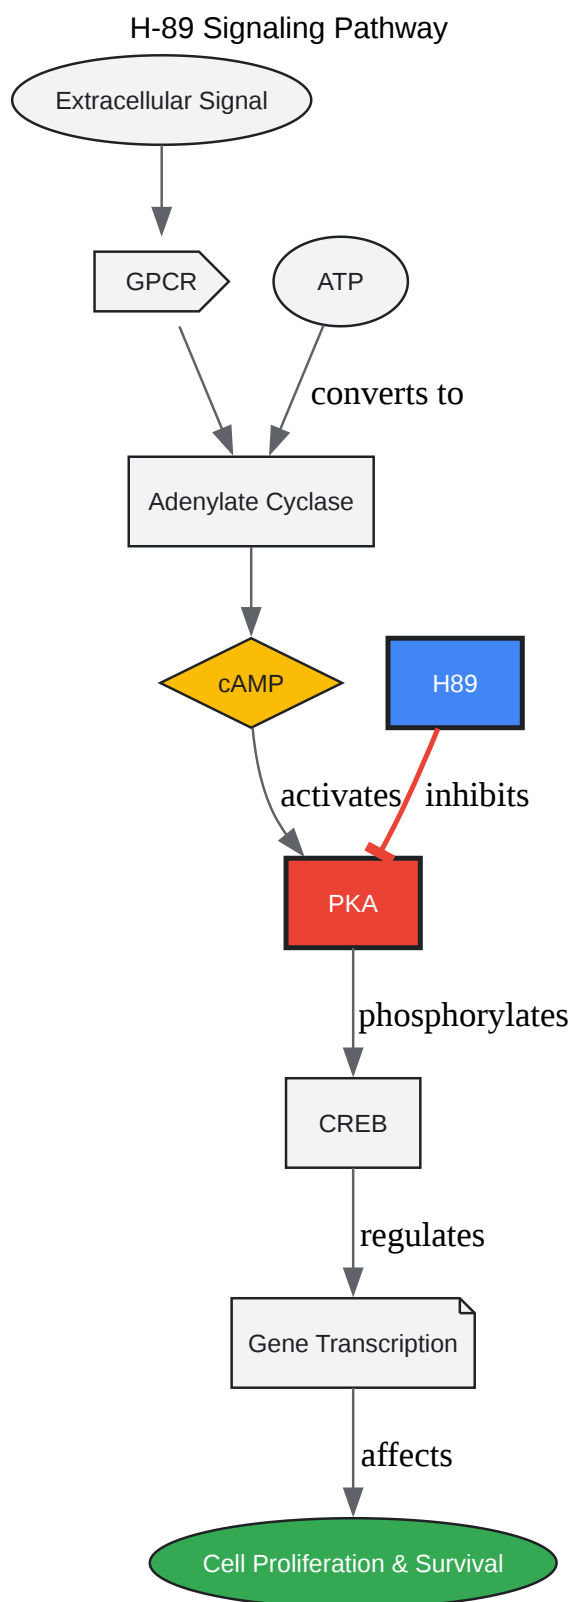 H-89 Signaling Pathway
Extracellular Signal
GPCR
ATP
converts to
Adenylate Cyclase
cAMP
H89
activates
inhibits
PKA
phosphorylates
CREB
regulates
Gene Transcription
affects
Cell Proliferation & Survival